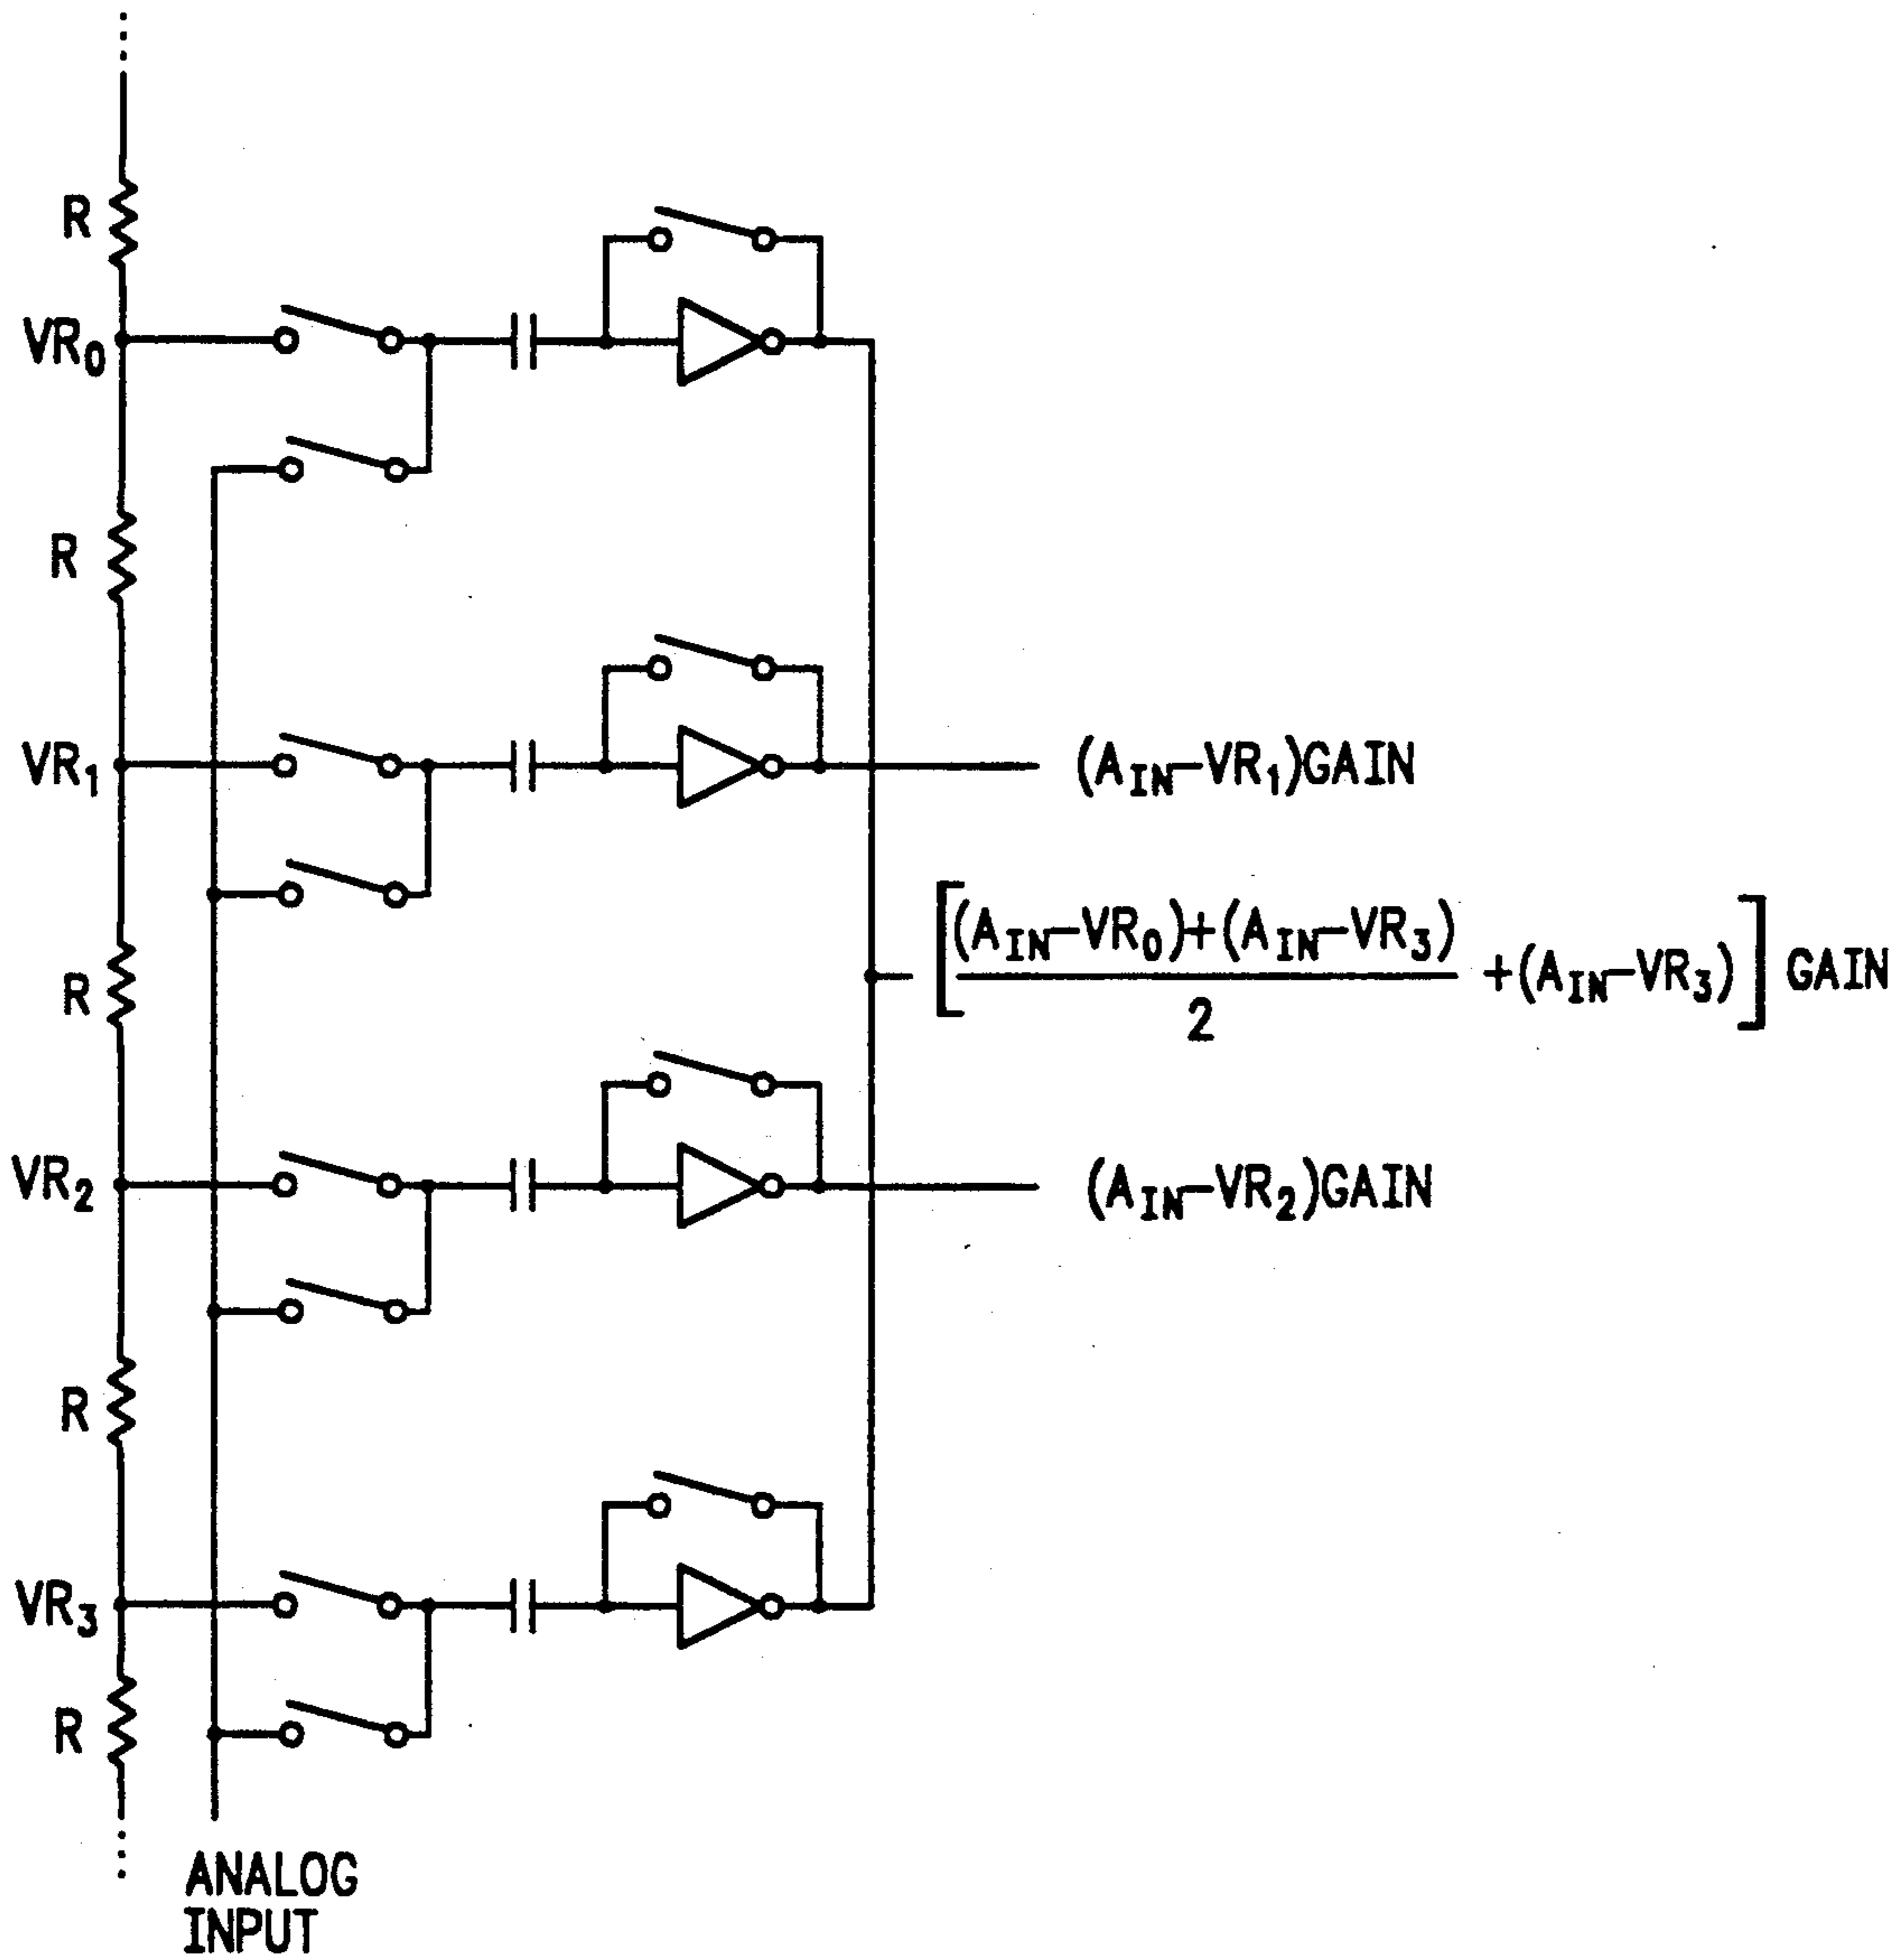 R
VR0
R
VR1
(AIN-VR1)GAIN
R
[(AIN-VR0)+(AIN-VR3)/2 +(AIN-VR3)] GAIN
VR2
(AIN-VR2)GAIN
R
VR3
R
ANALOG
INPUT